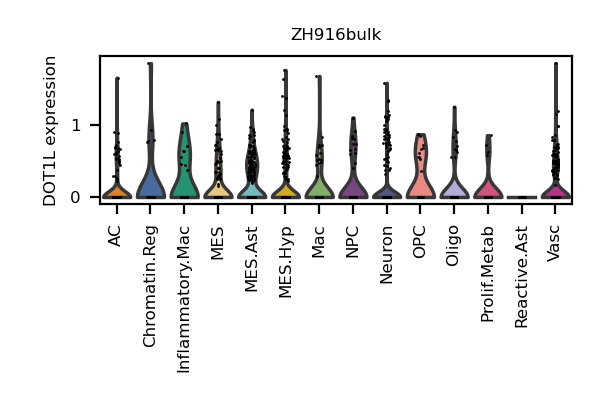 ZH916bulk
DOT1L expression
1
0
AC
Chromatin.Reg
Inflammatory.Mac
MES
MES.Ast
MES.Hyp
Mac
NPC
Neuron
OPC
Oligo
Prolif.Metab
Reactive.Ast
Vasc